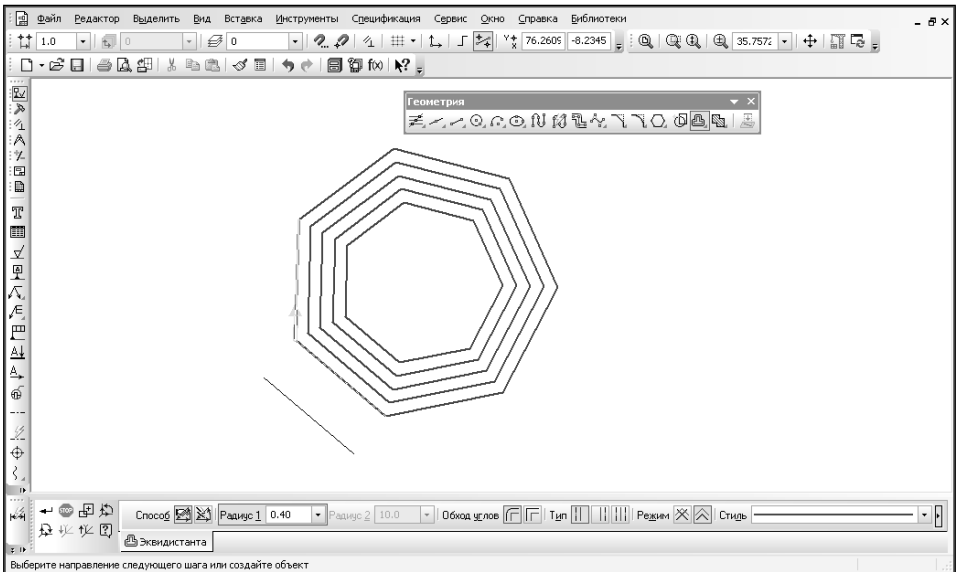 Файл Редактор Выделить Вид Вставка Инструменты Спецификация Сервис Окно Справка Библиотеки
1.0 0 0 76.2609 -8.2345 35.7572
f(x)
Геометрия
Способ Радиус 1 0.40 Радиус 2 10.0 Обход углов Тип Режим Стиль
STOP
Эквидистанта
Выберите направление следующего шага или создайте объект